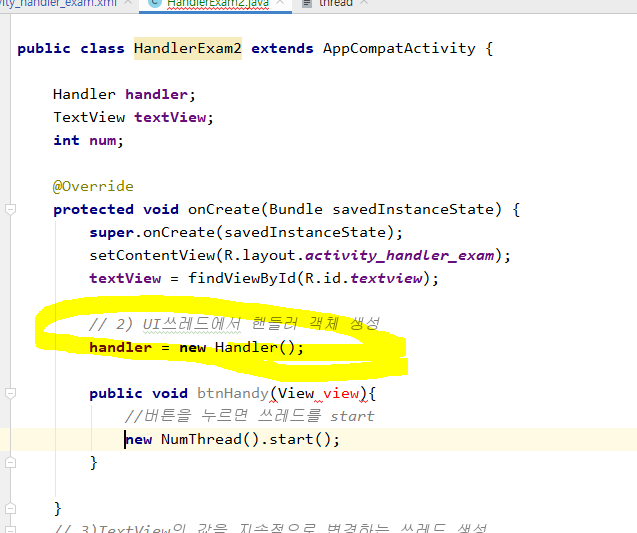 ity_handler_exam.xml × HandlerExam2.java × thread ×
public class HandlerExam2 extends AppCompatActivity {
Handler handler;
TextView textView;
int num;
@Override
protected void onCreate(Bundle savedInstanceState) {
super.onCreate(savedInstanceState);
setContentView(R.layout.activity_handler_exam);
textView = findViewById(R.id.textview);
// 2) UI쓰레드에서 핸들러 객체 생성
handler = new Handler();
public void btnHandy(View view){
//버튼을 누르면 쓰레드를 start
new NumThread().start();
}
}
// 3)TextView의 값을 지속적으로 변경하는 쓰레드 생성